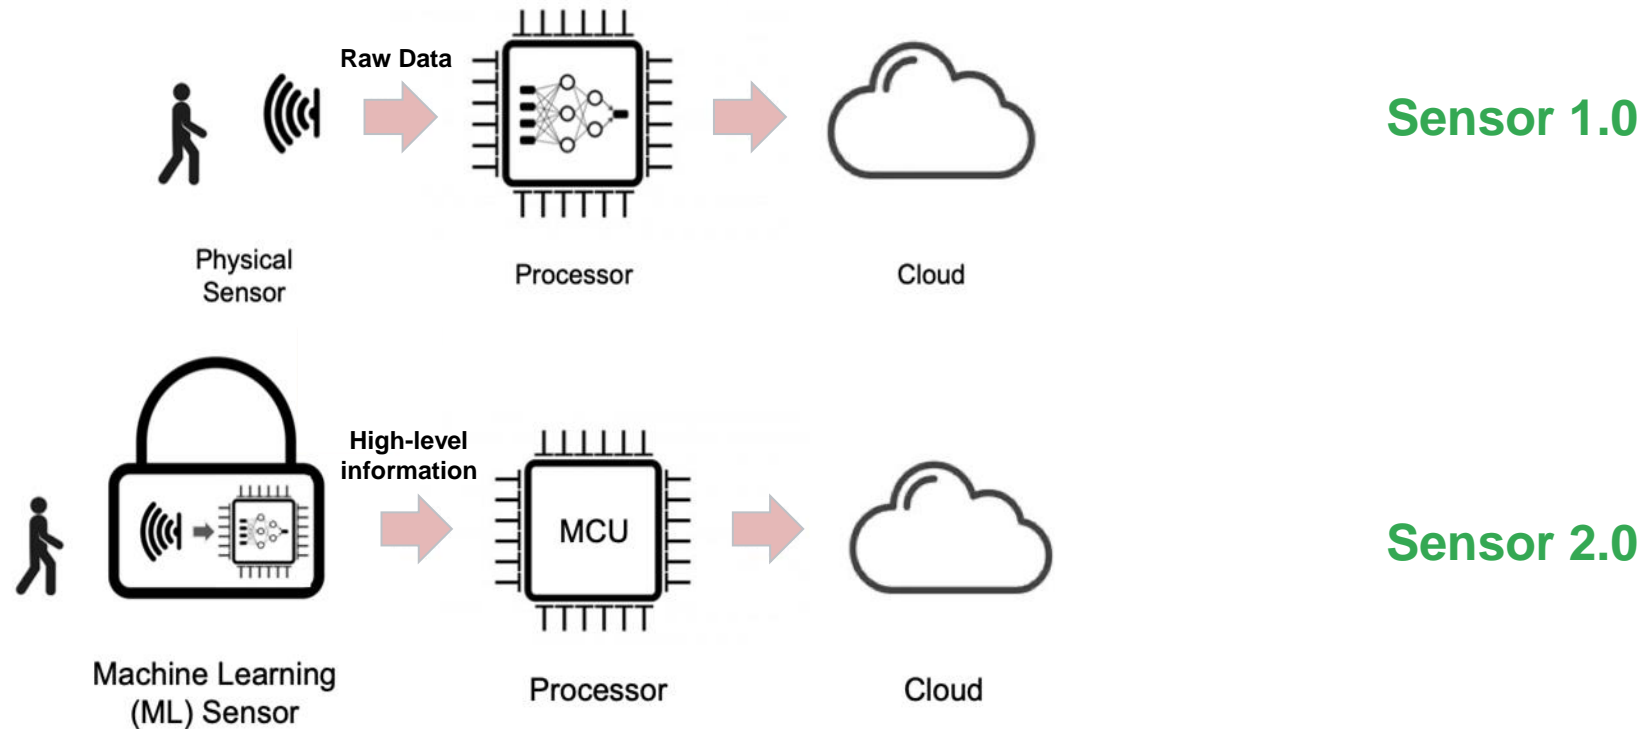 Raw Data
Sensor 1.0
Physical
Sensor
Processor
Cloud
High-level
information
MCU
Sensor 2.0
Machine Learning
(ML) Sensor
Processor
Cloud